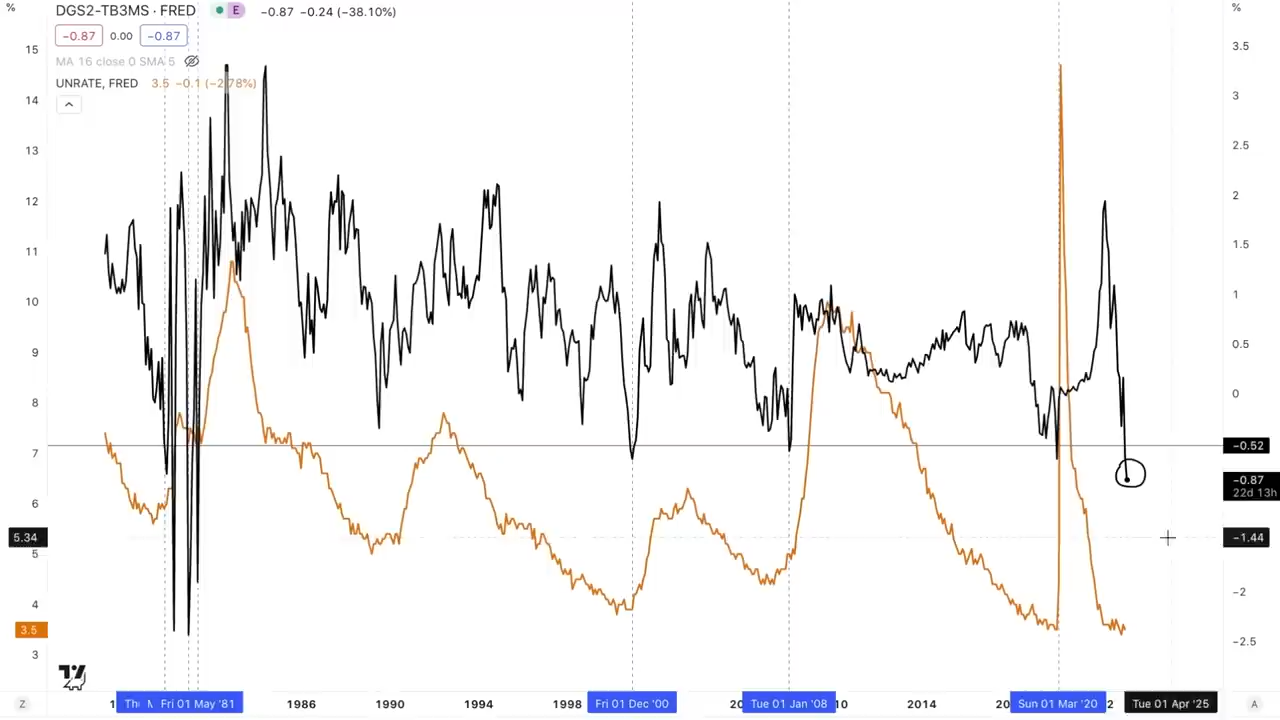 %
DGS2-TB3MS · FRED E −0.87 −0.24 (−38.10%)
%
−0.87 0.00 −0.87
MA 16 close 0 SMA 5
UNRATE, FRED 3.5 −0.1 (−2.78%)
15
14
13
12
11
10
9
8
7
6
5.34
5
4
3.5
3
3.5
3
2.5
2
1.5
1
0.5
0
−0.52
−0.87
22d 13h
−1.44
−2
−2.5
Z
Fri 01 May '81
1986
1990
1994
1998
Fri 01 Dec '00
Tue 01 Jan '08
2014
Sun 01 Mar '20
Tue 01 Apr '25
A